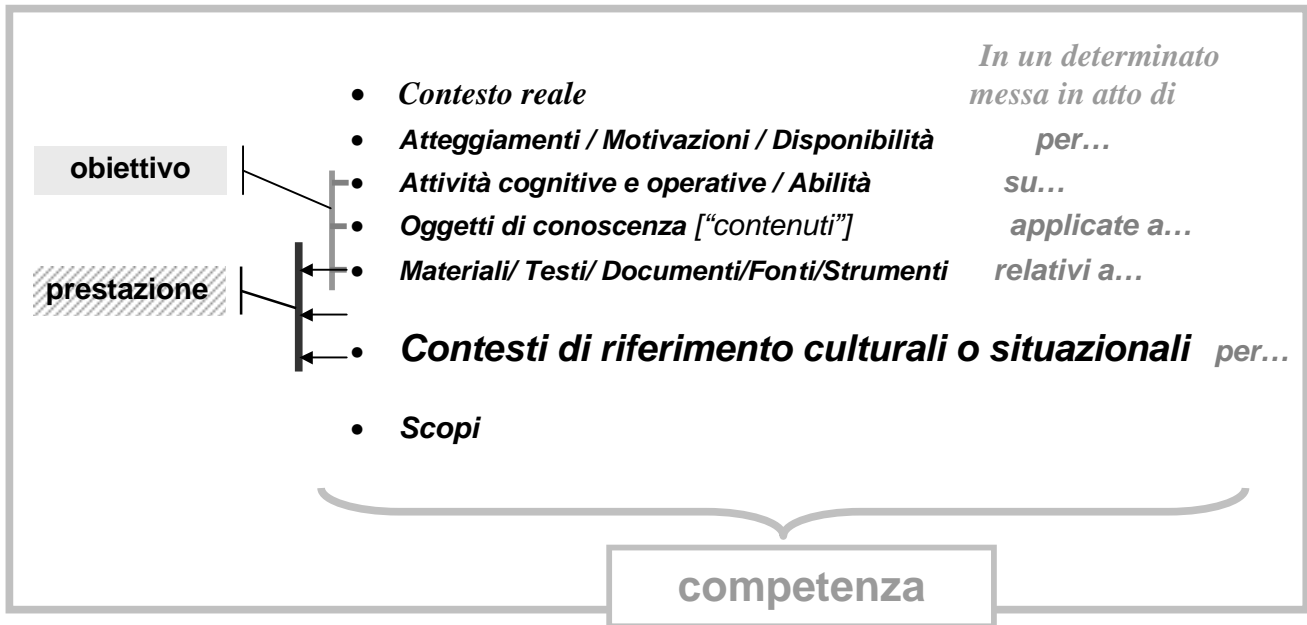 In un determinato
• Contesto reale messa in atto di
• Atteggiamenti / Motivazioni / Disponibilità per…
obiettivo
• Attività cognitive e operative / Abilità su…
• Oggetti di conoscenza [“contenuti”] applicate a…
• Materiali/ Testi/ Documenti/Fonti/Strumenti relativi a…
prestazione
• Contesti di riferimento culturali o situazionali per…
• Scopi
competenza